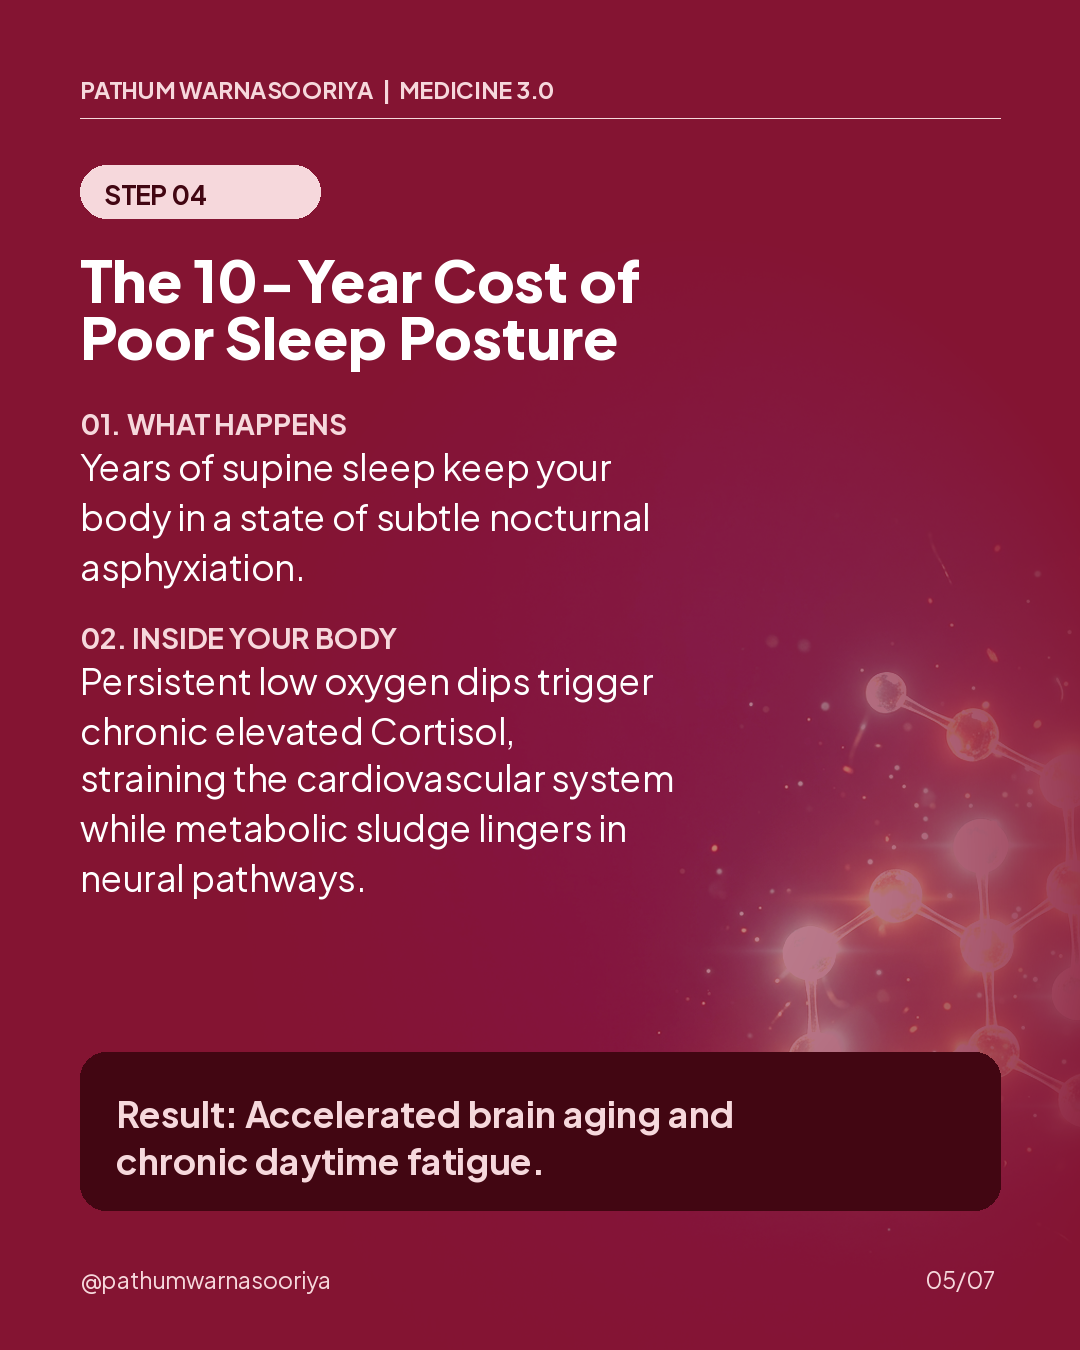 PATHUM WARNASOORIYA | MEDICINE 3.0
STEP 04
The 10–Year Cost of
Poor Sleep Posture
01. WHAT HAPPENS
Years of supine sleep keep your
body in a state of subtle nocturnal
asphyxiation.
02. INSIDE YOUR BODY
Persistent low oxygen dips trigger
chronic elevated Cortisol,
straining the cardiovascular system
while metabolic sludge lingers in
neural pathways.
Result: Accelerated brain aging and
chronic daytime fatigue.
@pathumwarnasooriya
05/07